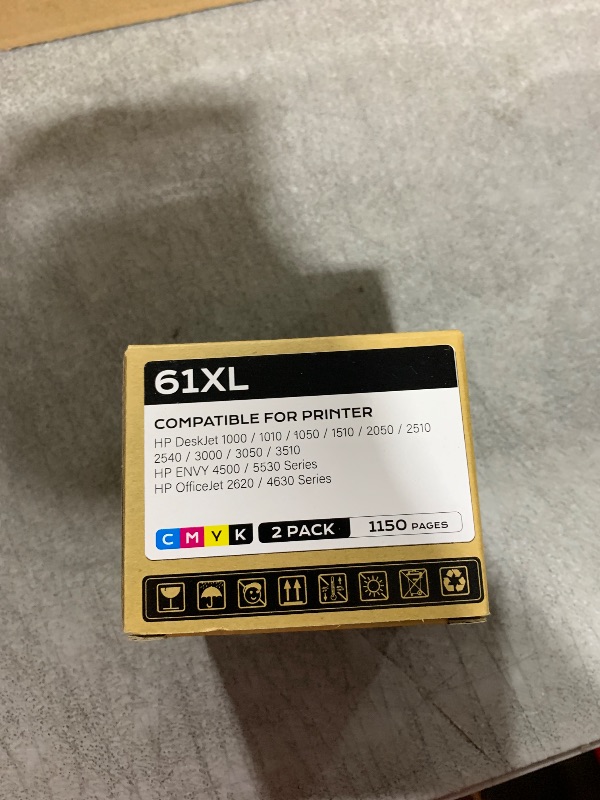 61XL
COMPATIBLE FOR PRINTER
HP DeskJet 1000 / 1010 / 1050 / 1510 / 2050 / 2510
2540 / 3000 / 3050 / 3510
HP ENVY 4500 / 5530 Series
HP OfficeJet 2620 / 4630 Series
C M Y K 2 PACK 1150 PAGES